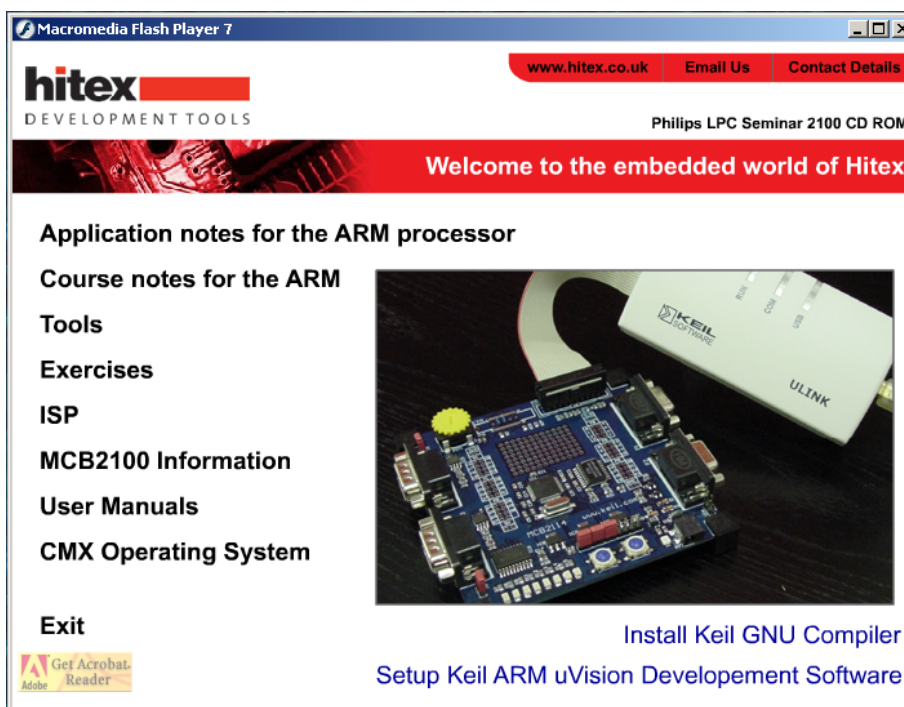 Macromedia Flash Player 7
www.hitex.co.uk Email Us Contact Details
hitex
DEVELOPMENT TOOLS
Philips LPC Seminar 2100 CD ROM
Welcome to the embedded world of Hitex
Application notes for the ARM processor
Course notes for the ARM
Tools
Exercises
ISP
MCB2100 Information
User Manuals
CMX Operating System
Exit
RUN
COM
USB
KEIL
SOFTWARE
ULINK
www.keil.com
MCB2114
Install Keil GNU Compiler
Setup Keil ARM uVision Developement Software
Get Acrobat
Reader
Adobe